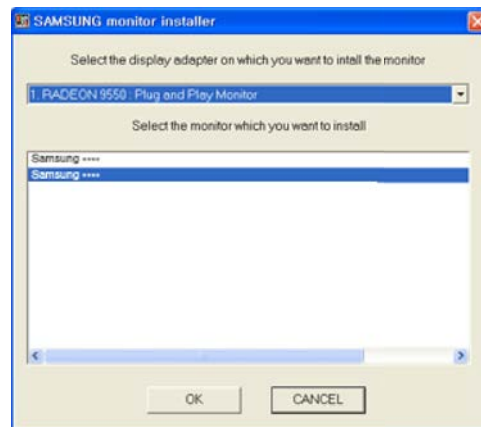 SAMSUNG monitor installer
Select the display adapter on which you want to intall the monitor
1. RADEON 9550 : Plug and Play Monitor
Select the monitor which you want to install
Samsung ****
Samsung ****
OK
CANCEL